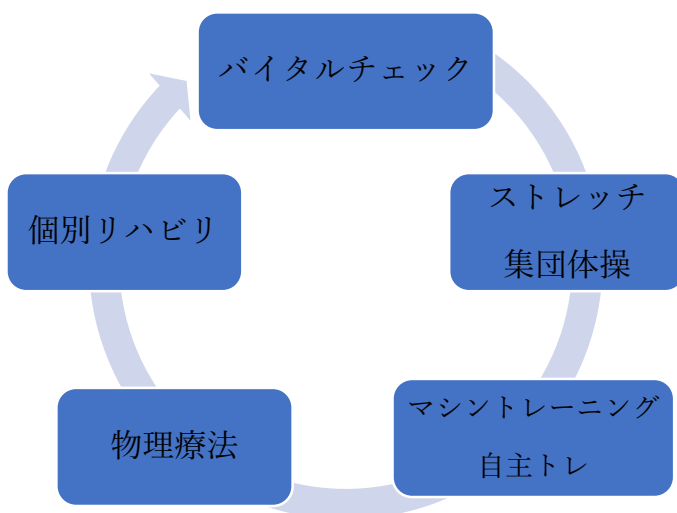 バイタルチェック
ストレッチ
集団体操
マシントレーニング
自主トレ
物理療法
個別リハビリ